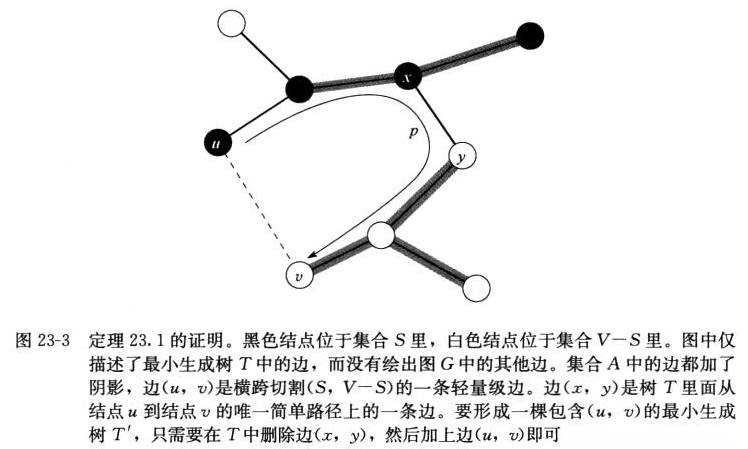 x
u
p
y
v
图 23-3 定理 23.1 的证明。黑色结点位于集合 S 里,白色结点位于集合 V-S 里。图中仅
描述了最小生成树 T 中的边,而没有绘出图 G 中的其他边。集合 A 中的边都加了
阴影,边(u, v)是横跨切割(S, V-S)的一条轻量级边。边(x, y)是树 T 里面从
结点 u 到结点 v 的唯一简单路径上的一条边。要形成一棵包含(u, v)的最小生成
树 T′,只需要在 T 中删除边(x, y),然后加上边(u, v)即可